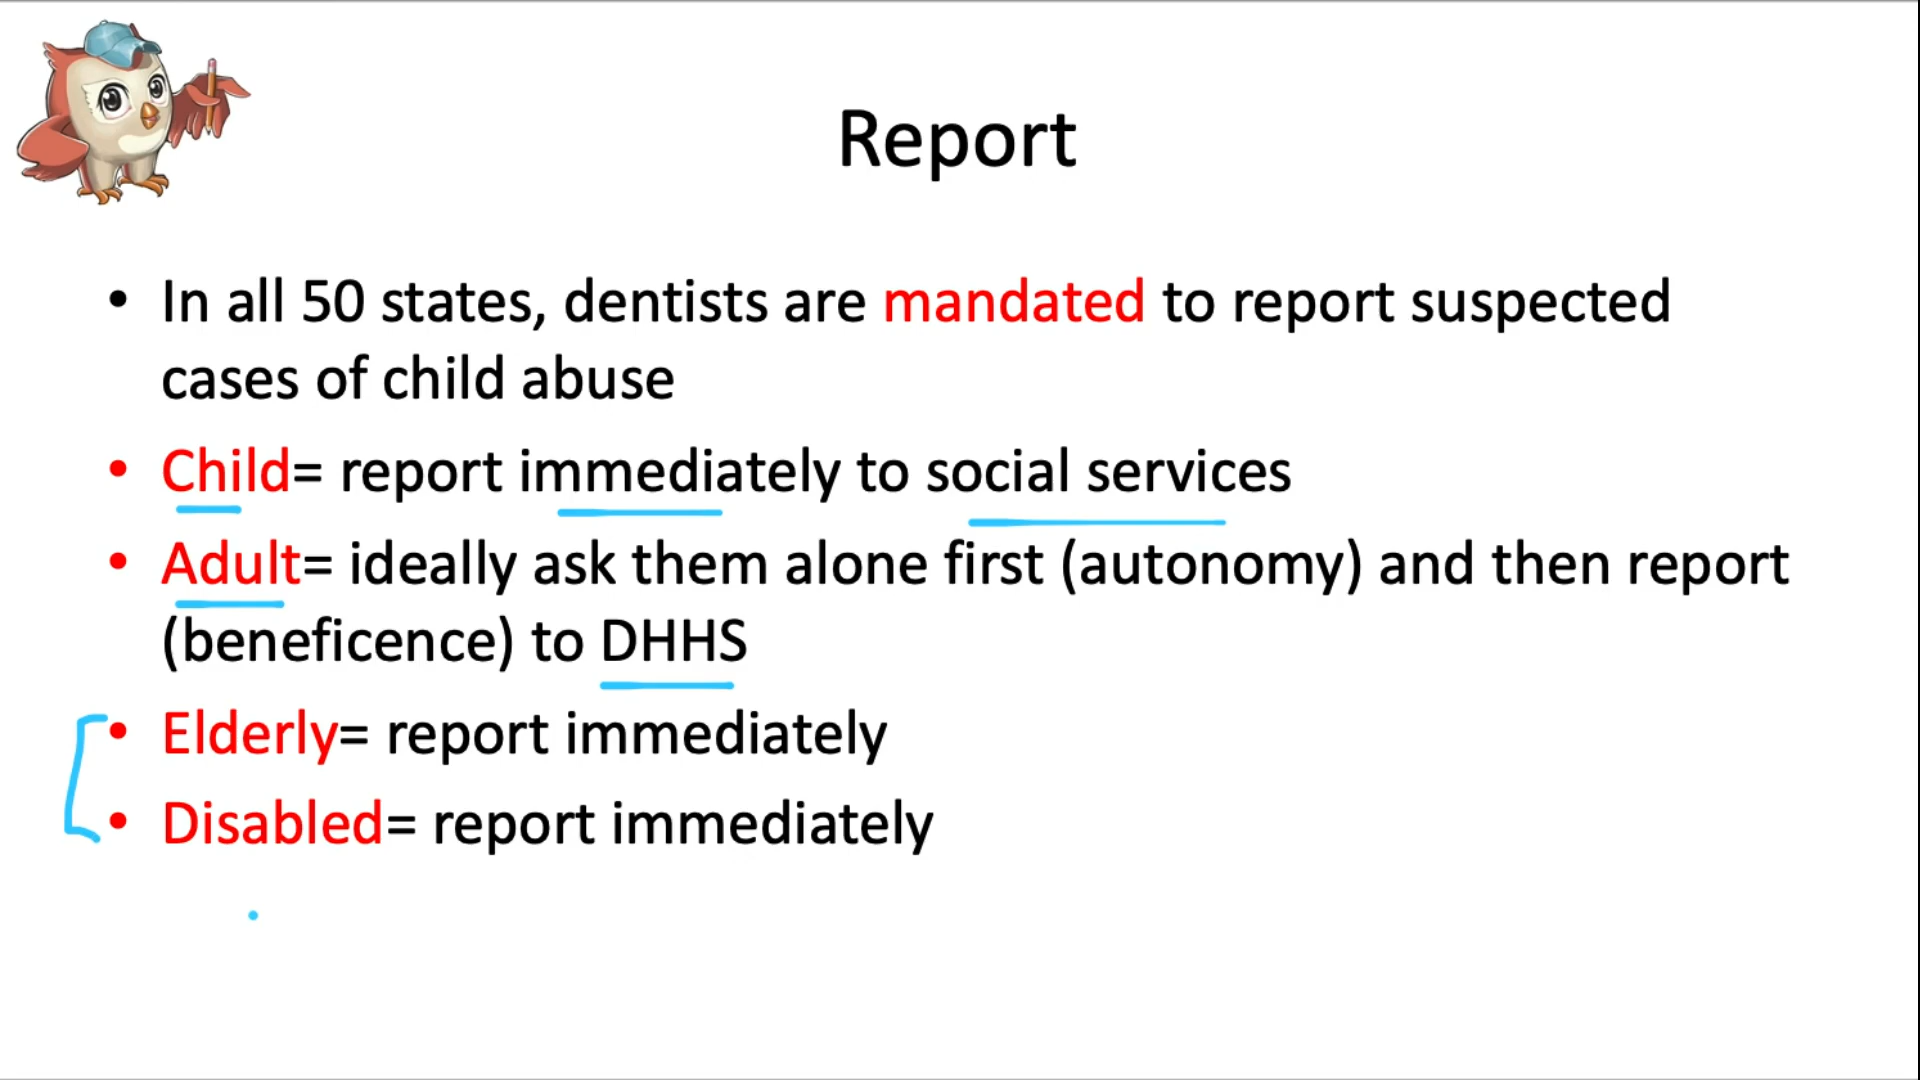 Report
• In all 50 states, dentists are mandated to report suspected
cases of child abuse
• Child= report immediately to social services
• Adult= ideally ask them alone first (autonomy) and then report
(beneficence) to DHHS
• Elderly= report immediately
• Disabled= report immediately